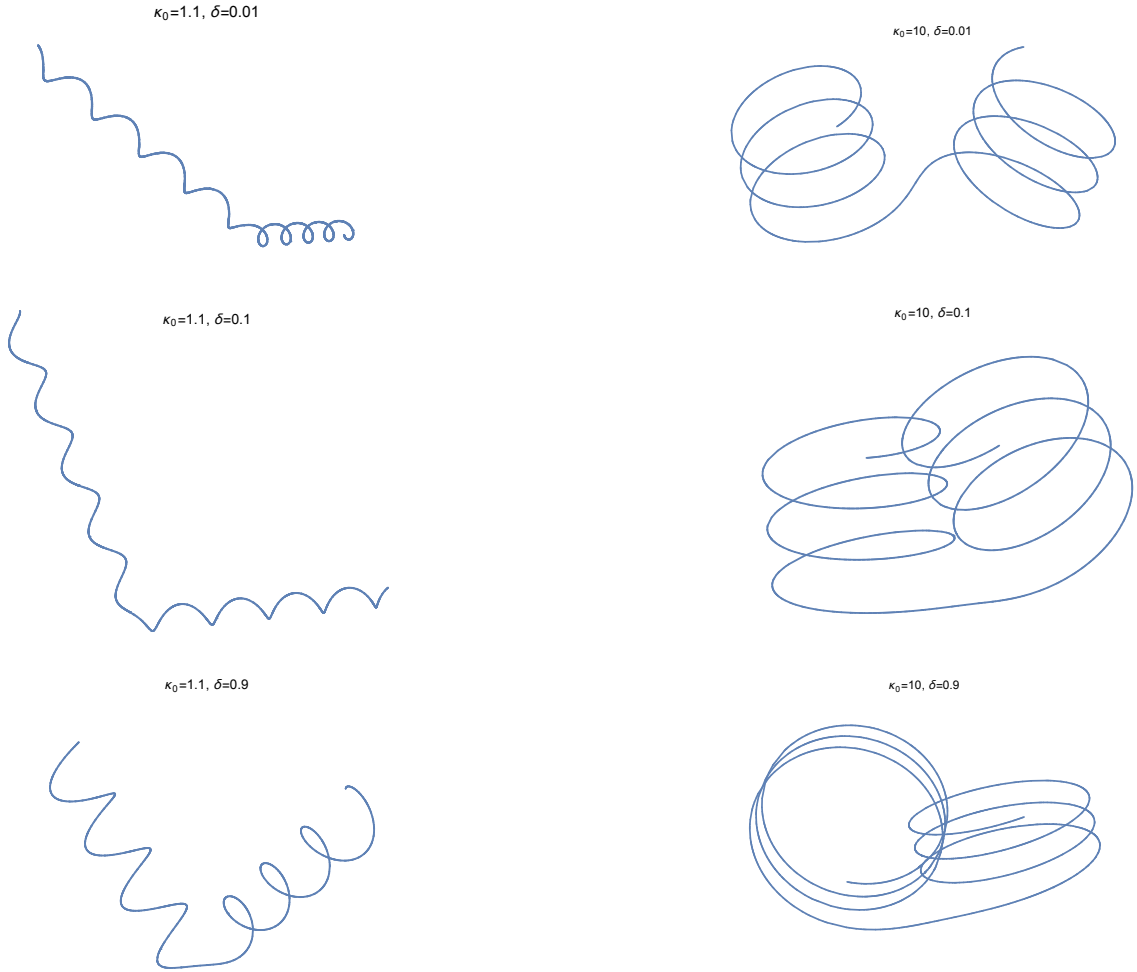 κ₀=1.1, δ=0.01
κ₀=10, δ=0.01
κ₀=1.1, δ=0.1
κ₀=10, δ=0.1
κ₀=1.1, δ=0.9
κ₀=10, δ=0.9